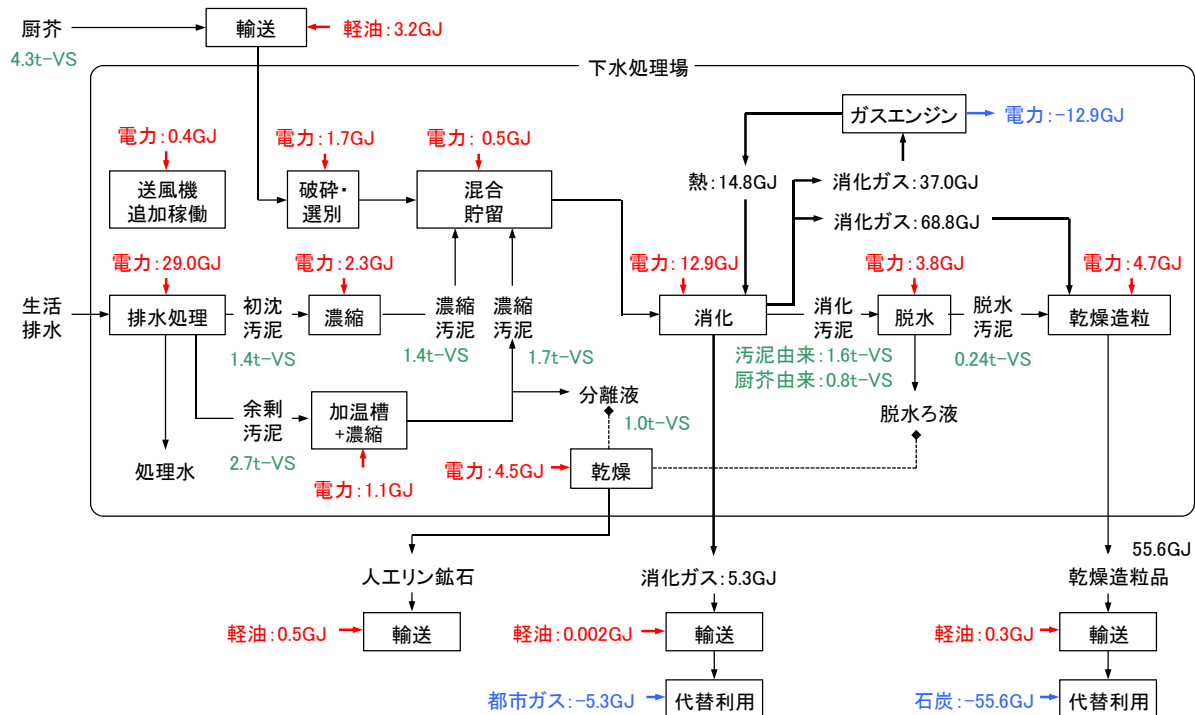 厨芥
4.3t-VS
輸送
軽油：3.2GJ
下水処理場
ガスエンジン
電力：-12.9GJ
電力：0.4GJ
電力：1.7GJ
電力：0.5GJ
送風機
追加稼働
破砕・
選別
混合
貯留
熱：14.8GJ
消化ガス：37.0GJ
消化ガス：68.8GJ
電力：29.0GJ
電力：2.3GJ
電力：12.9GJ
電力：3.8GJ
電力：4.7GJ
生活
排水
排水処理
初沈
汚泥
1.4t-VS
濃縮
濃縮
汚泥
1.4t-VS
濃縮
汚泥
1.7t-VS
消化
消化
汚泥
汚泥由来：1.6t-VS
厨芥由来：0.8t-VS
脱水
脱水
汚泥
0.24t-VS
乾燥造粒
余剰
汚泥
2.7t-VS
加温槽
+濃縮
電力：1.1GJ
分離液
1.0t-VS
脱水ろ液
処理水
電力：4.5GJ
乾燥
人工リン鉱石
消化ガス：5.3GJ
55.6GJ
乾燥造粒品
軽油：0.5GJ
輸送
軽油：0.002GJ
輸送
軽油：0.3GJ
輸送
都市ガス：-5.3GJ
代替利用
石炭：-55.6GJ
代替利用